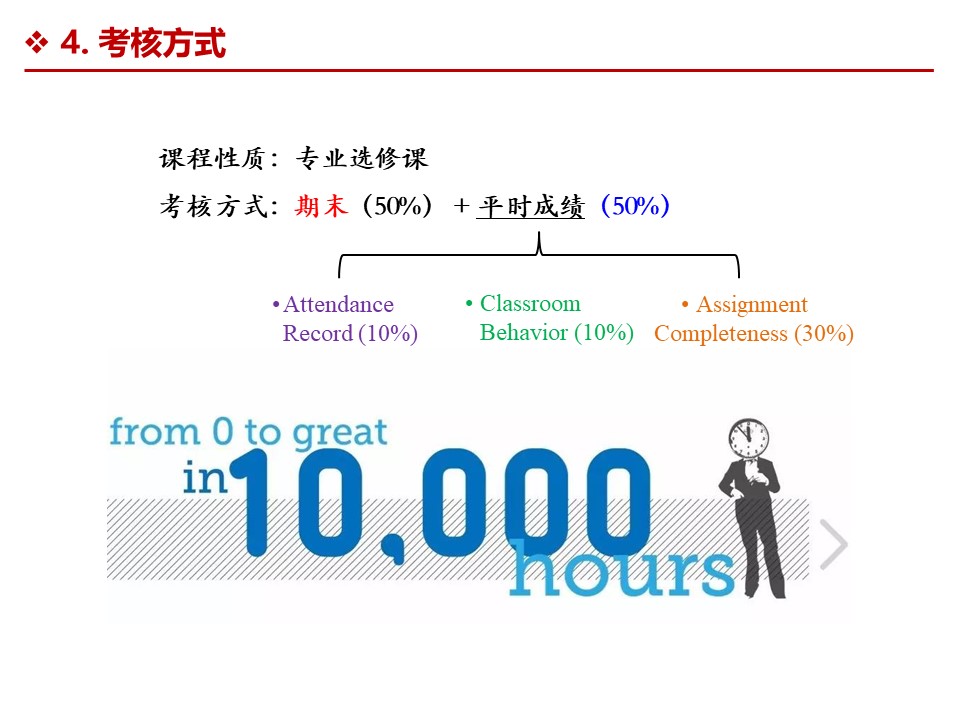 ❖ 4. 考核方式
课程性质：专业选修课
考核方式：期末（50%）+平时成绩（50%）
• Attendance Record (10%)
• Classroom Behavior (10%)
• Assignment Completeness (30%)
from 0 to great
in 10,000
hours